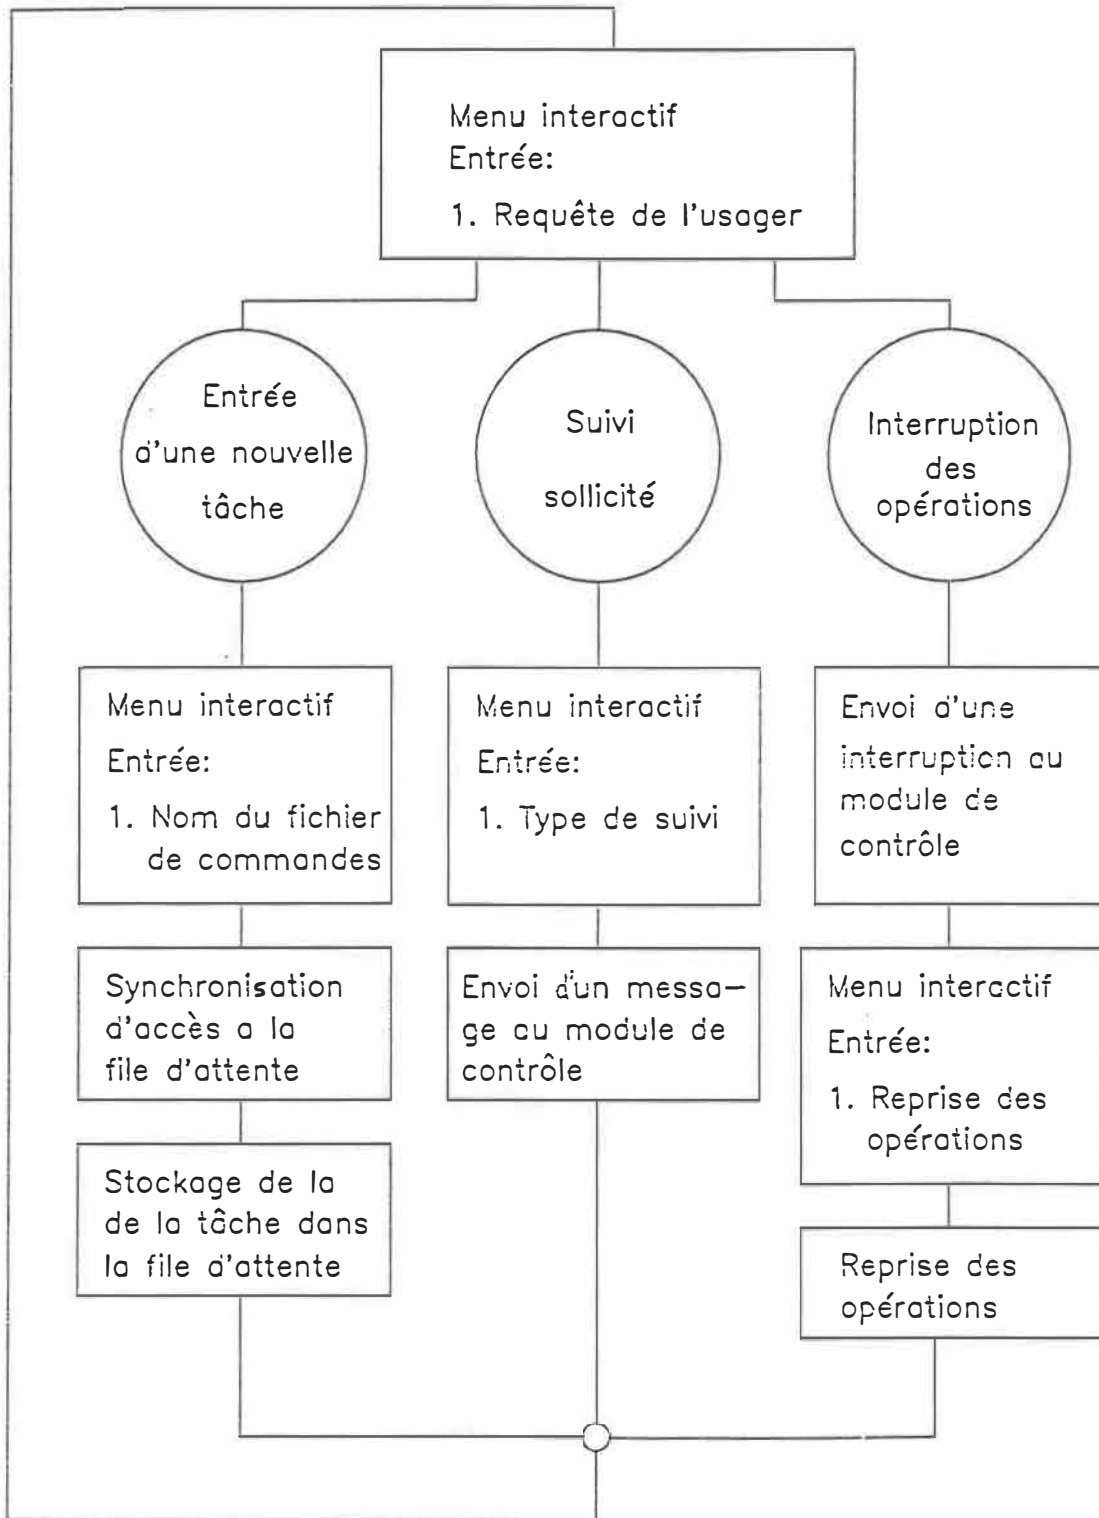 Menu interactif
Entrée:
1. Requête de l'usager
Entrée
d'une nouvelle
tâche
Suivi
sollicité
Interruption
des
opérations
Menu interactif
Entrée:
1. Nom du fichier
de commandes
Menu interactif
Entrée:
1. Type de suivi
Envoi d'une
interruption au
module de
contrôle
Synchronisation
d'accès a la
file d'attente
Envoi d'un messa-
ge au module de
contrôle
Menu interactif
Entrée:
1. Reprise des
opérations
Stockage de la
de la tâche dans
la file d'attente
Reprise des
opérations